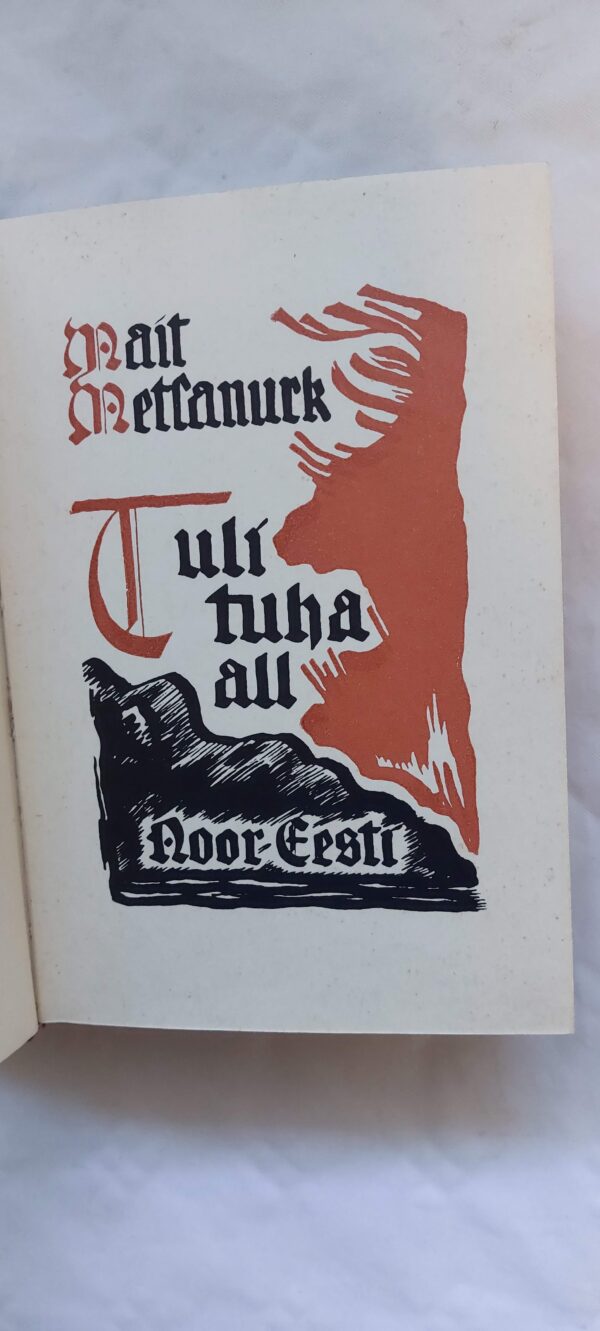 Mait
Metſanurk
Tuli
tuha
all
Noor-Eesti